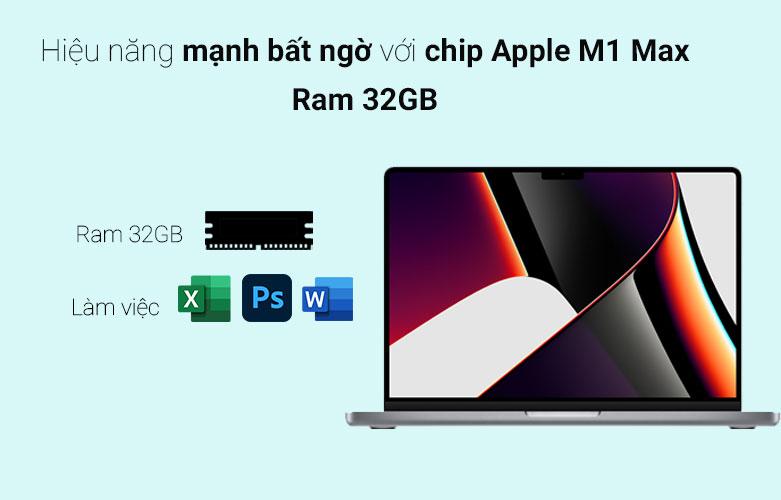 Hiệu năng mạnh bất ngờ với chip Apple M1 Max
Ram 32GB
Ram 32GB
Làm việc X Ps W